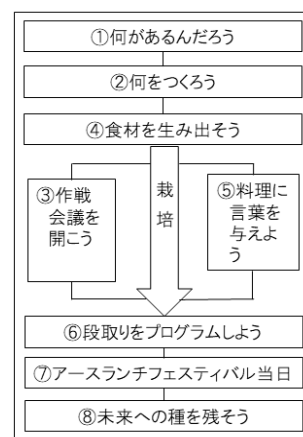 ①何があるんだろう
②何をつくろう
④食材を生み出そう
③作戦
会議を
開こう
栽
培
⑤料理に
言葉を
与えよ
う
⑥段取りをプログラムしよう
⑦アースランチフェスティバル当日
⑧未来への種を残そう